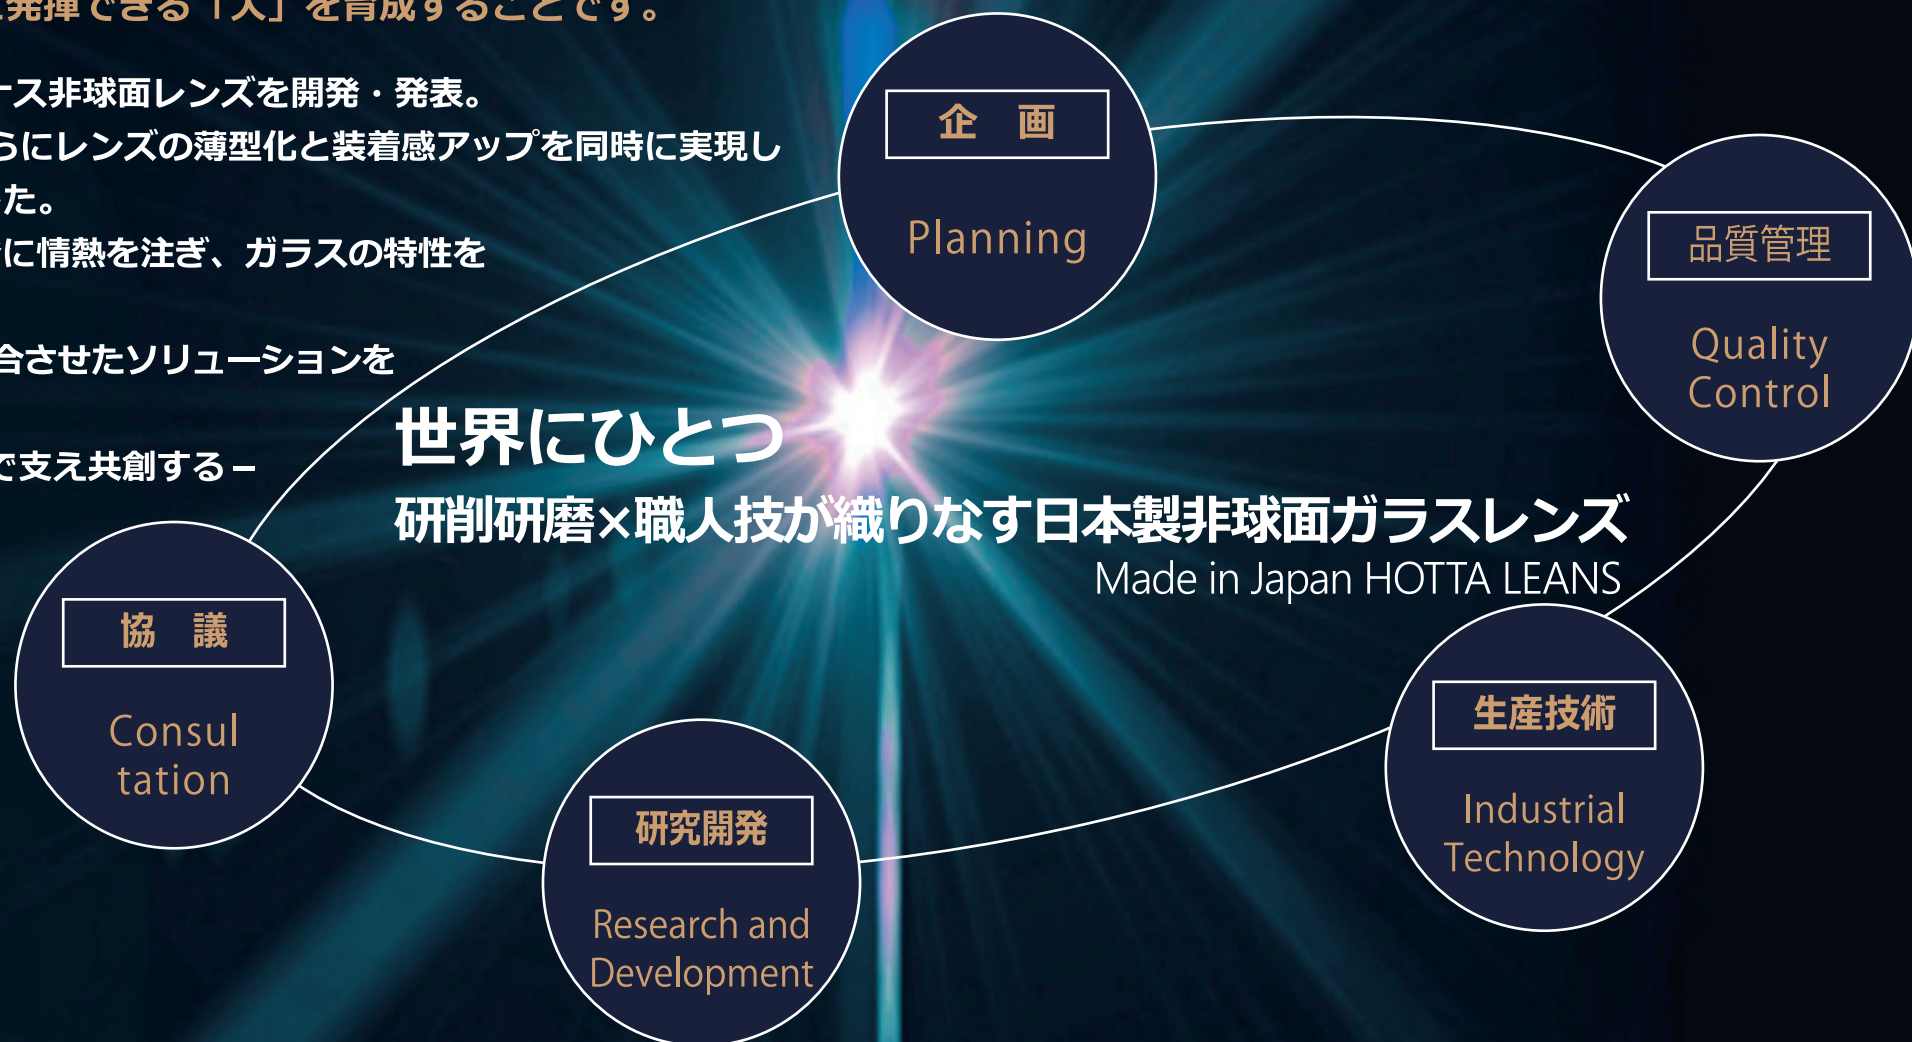 発揮できる「人」を育成することです。
ナス非球面レンズを開発・発表。
らにレンズの薄型化と装着感アップを同時に実現し
た。
に情熱を注ぎ、ガラスの特性を
合させたソリューションを
で支え共創する –
企　画
Planning
品質管理
Quality
Control
世界にひとつ
研削研磨×職人技が織りなす日本製非球面ガラスレンズ
Made in Japan HOTTA LEANS
協　議
Consul
tation
生産技術
Industrial
Technology
研究開発
Research and
Development